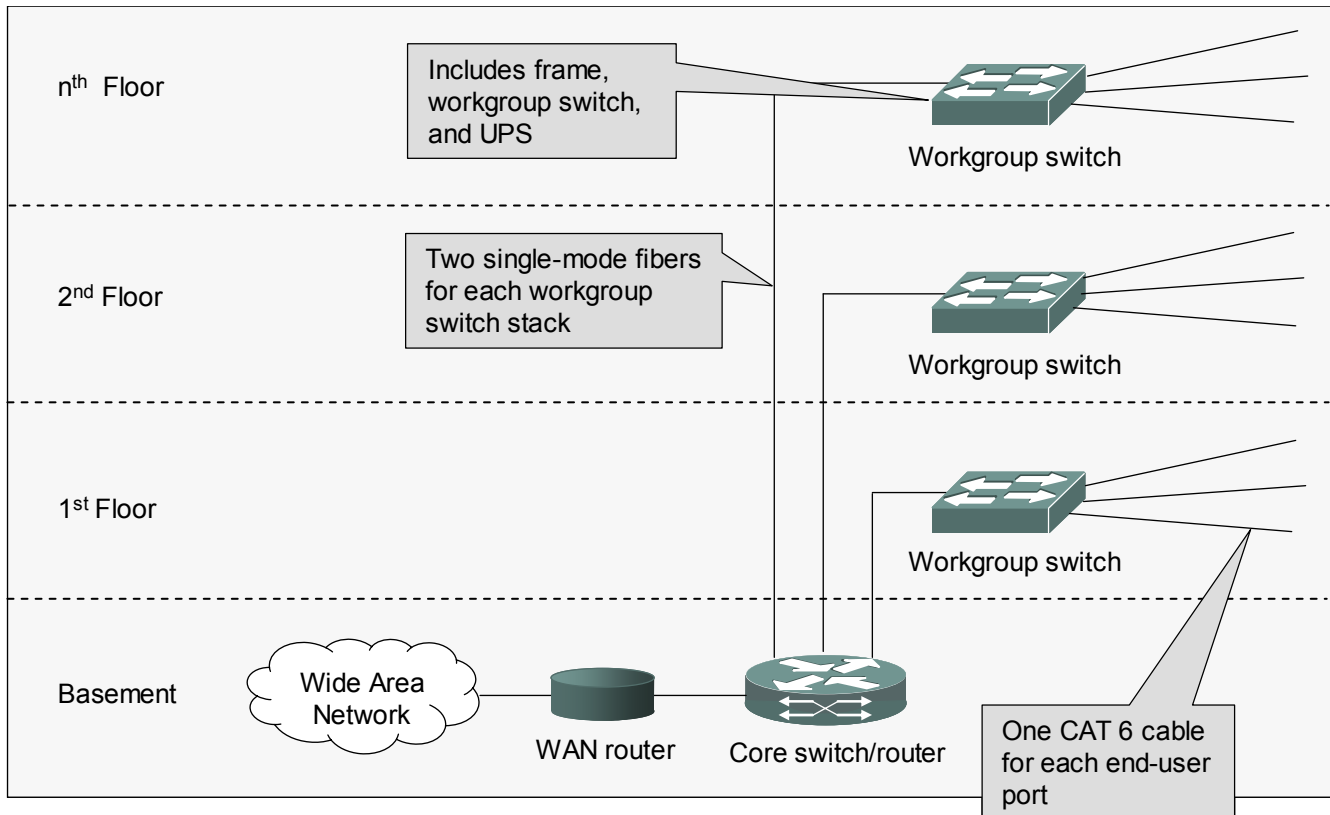 nth Floor
Includes frame,
workgroup switch,
and UPS
Workgroup switch
2nd Floor
Two single-mode fibers
for each workgroup
switch stack
Workgroup switch
1st Floor
Workgroup switch
Basement
Wide Area
Network
WAN router
Core switch/router
One CAT 6 cable
for each end-user
port